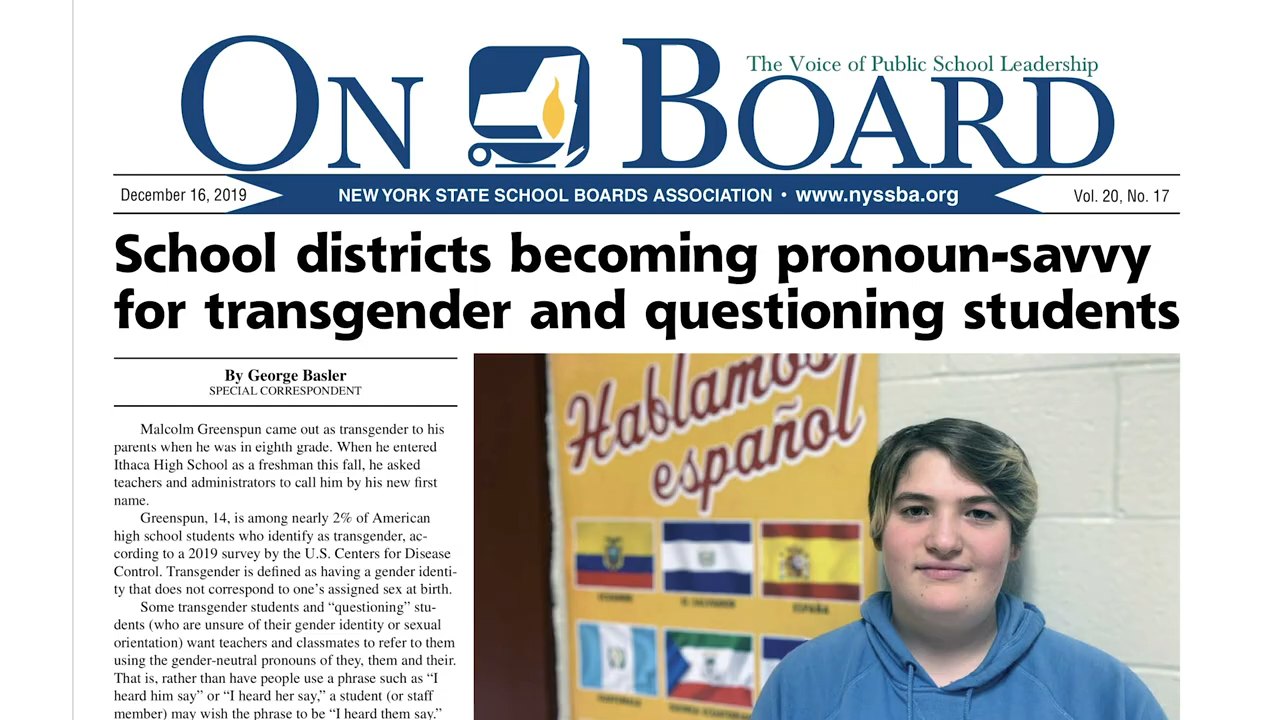 The Voice of Public School Leadership
ON BOARD
December 16, 2019
NEW YORK STATE SCHOOL BOARDS ASSOCIATION • www.nyssba.org
Vol. 20, No. 17
School districts becoming pronoun-savvy
for transgender and questioning students
By George Basler
SPECIAL CORRESPONDENT
Malcolm Greenspun came out as transgender to his
parents when he was in eighth grade. When he entered
Ithaca High School as a freshman this fall, he asked
teachers and administrators to call him by his new first
name.
Greenspun, 14, is among nearly 2% of American
high school students who identify as transgender, ac-
cording to a 2019 survey by the U.S. Centers for Disease
Control. Transgender is defined as having a gender identi-
ty that does not correspond to one’s assigned sex at birth.
Some transgender students and “questioning” stu-
dents (who are unsure of their gender identity or sexual
orientation) want teachers and classmates to refer to them
using the gender-neutral pronouns of they, them and their.
That is, rather than have people use a phrase such as “I
heard him say” or “I heard her say,” a student (or staff
member) may wish the phrase to be “I heard them say.”
Hablamos
español
ECUADOR
EL SALVADOR
ESPAÑA
GUATEMALA